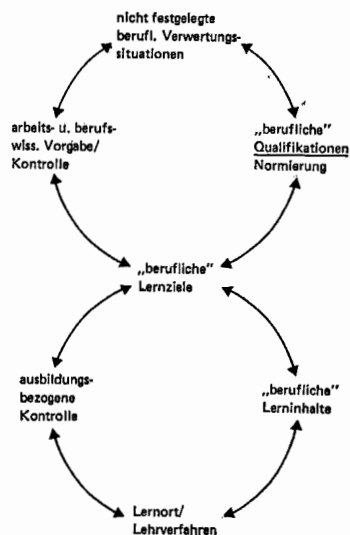 nicht festgelegte
berufl. Verwertungs-
situationen
arbeits- u. berufs-
wiss. Vorgabe/
Kontrolle
„berufliche"
Qualifikationen
Normierung
„berufliche"
Lernziele
ausbildungs-
bezogene
Kontrolle
„berufliche"
Lerninhalte
Lernort/
Lehrverfahren